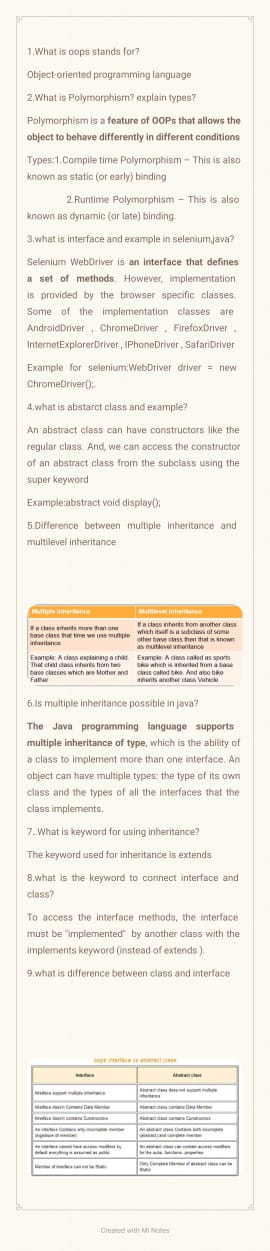 1.What is oops stands for?
Object-oriented programming language
2.What is Polymorphism? explain types?
Polymorphism is a feature of OOPs that allows the
object to behave differently in different conditions
Types:1.Compile time Polymorphism – This is also
known as static (or early) binding
2.Runtime Polymorphism – This is also
known as dynamic (or late) binding.
3.what is interface and example in selenium,java?
Selenium WebDriver is an interface that defines
a set of methods. However, implementation
is provided by the browser specific classes.
Some of the implementation classes are
AndroidDriver , ChromeDriver , FirefoxDriver ,
InternetExplorerDriver , IPhoneDriver , SafariDriver
Example for selenium:WebDriver driver = new
ChromeDriver();.
4.what is abstarct class and example?
An abstract class can have constructors like the
regular class. And, we can access the constructor
of an abstract class from the subclass using the
super keyword
Example:abstract void display();
5.Difference between multiple inheritance and
multilevel inheritance
Multiple Inheritance
Multilevel inheritance
If a class inherits more than one
base class that time we use multiple
inheritance
If a class inherits from another class
which itself is a subclass of some
other base class then that is known
as multilevel inheritance
Example: A class explaining a child.
That child class inherits from two
base classes which are Mother and
Father
Example: A class called as sports
bike which is inherited from a base
class called bike. And also bike
inherits another class Vehicle
6.Is multiple inheritance possible in java?
The Java programming language supports
multiple inheritance of type, which is the ability of
a class to implement more than one interface. An
object can have multiple types: the type of its own
class and the types of all the interfaces that the
class implements.
7..What is keyword for using inheritance?
The keyword used for inheritance is extends
8.what is the keyword to connect interface and
class?
To access the interface methods, the interface
must be "implemented" by another class with the
implements keyword (instead of extends ).
9.what is difference between class and interface
oops interface vs abstract class
Interface
Abstract class
Interface support multiple inheritance
Abstract class does not support multiple
inheritance
Interface doesn't Contains Data Member
Abstract class contains Data Member
Interface doesn't contains Constructors
Abstract class contains Constructors
An interface Contains only incomplete member
(signature of member)
An abstract class Contains both incomplete
(abstract) and complete member
An interface cannot have access modifiers by
default everything is assumed as public
An abstract class can contain access modifiers
for the subs, functions, properties
Member of interface can not be Static
Only Complete Member of abstract class can be
Static
Created with Mi Notes